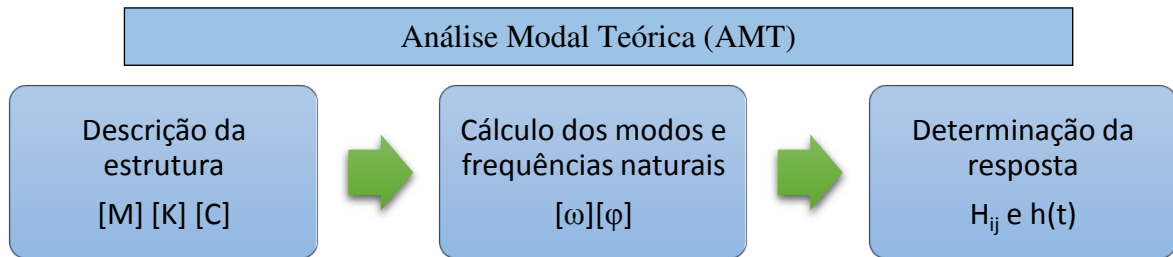 Análise Modal Teórica (AMT)
Descrição da
estrutura
[M] [K] [C]
Cálculo dos modos e
frequências naturais
[ω][φ]
Determinação da
resposta
Hij e h(t)